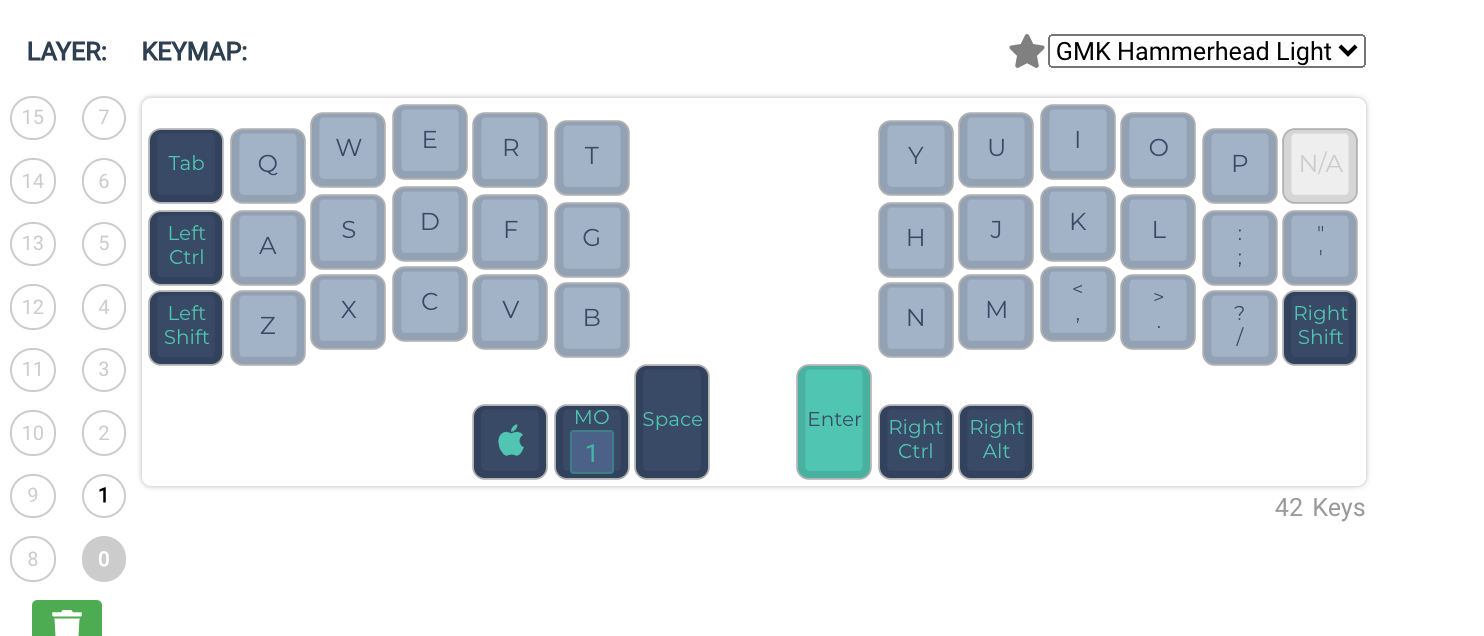 LAYER: KEYMAP: GMK Hammerhead Light
15 7
14 6
13 5
12 4
11 3
10 2
9 1
8 0
Tab Q W E R T Y U I O P N/A
Left Ctrl A S D F G H J K L : ; " '
Left Shift Z X C V B N M < , > . ? / Right Shift
MO 1 Space Enter Right Ctrl Right Alt
42 Keys